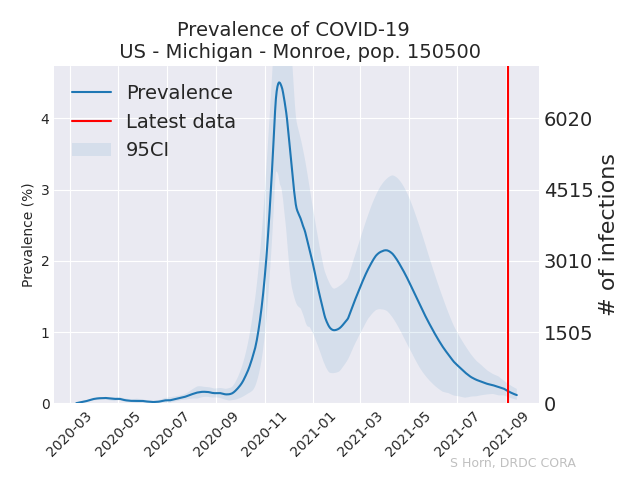 Prevalence of COVID-19
US - Michigan - Monroe, pop. 150500
Prevalence
Latest data
95CI
Prevalence (%)
4
3
2
1
0
6020
4515
3010
1505
0
# of infections
2020-03
2020-05
2020-07
2020-09
2020-11
2021-01
2021-03
2021-05
2021-07
2021-09
S Horn, DRDC CORA